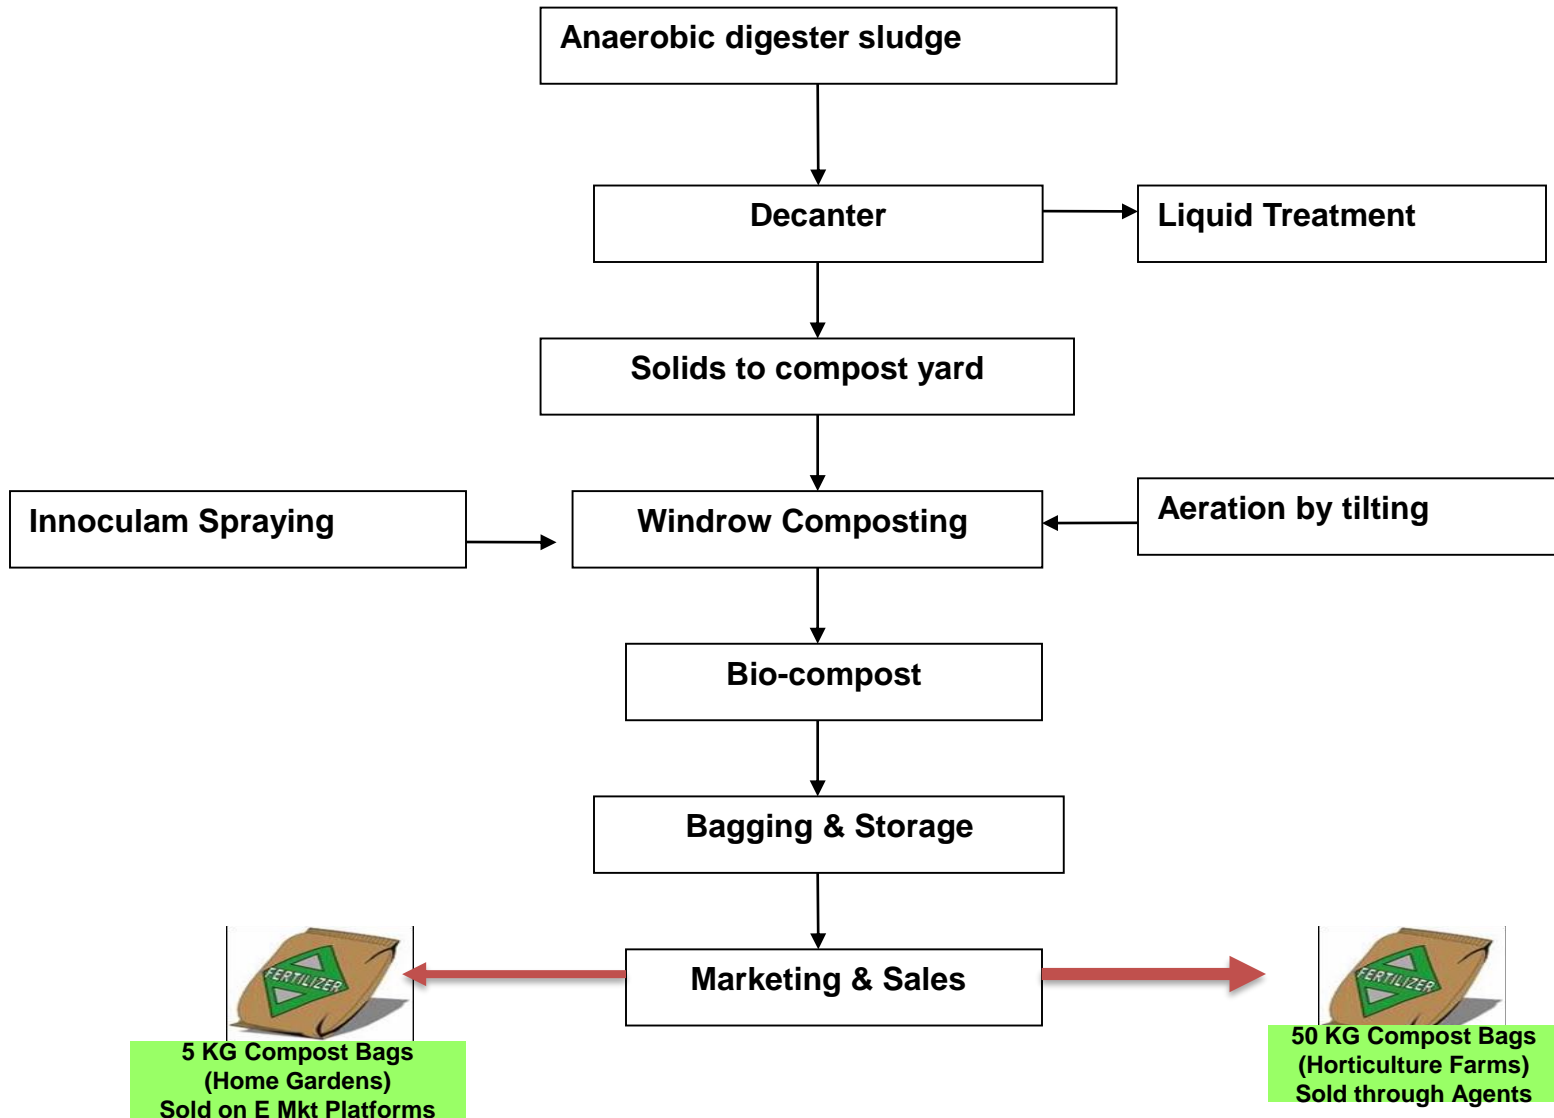 Anaerobic digester sludge
Decanter
Liquid Treatment
Solids to compost yard
Innoculam Spraying
Windrow Composting
Aeration by tilting
Bio-compost
Bagging & Storage
Marketing & Sales
FERTILIZER
FERTILIZER
5 KG Compost Bags
(Home Gardens)
Sold on E Mkt Platforms
50 KG Compost Bags
(Horticulture Farms)
Sold through Agents